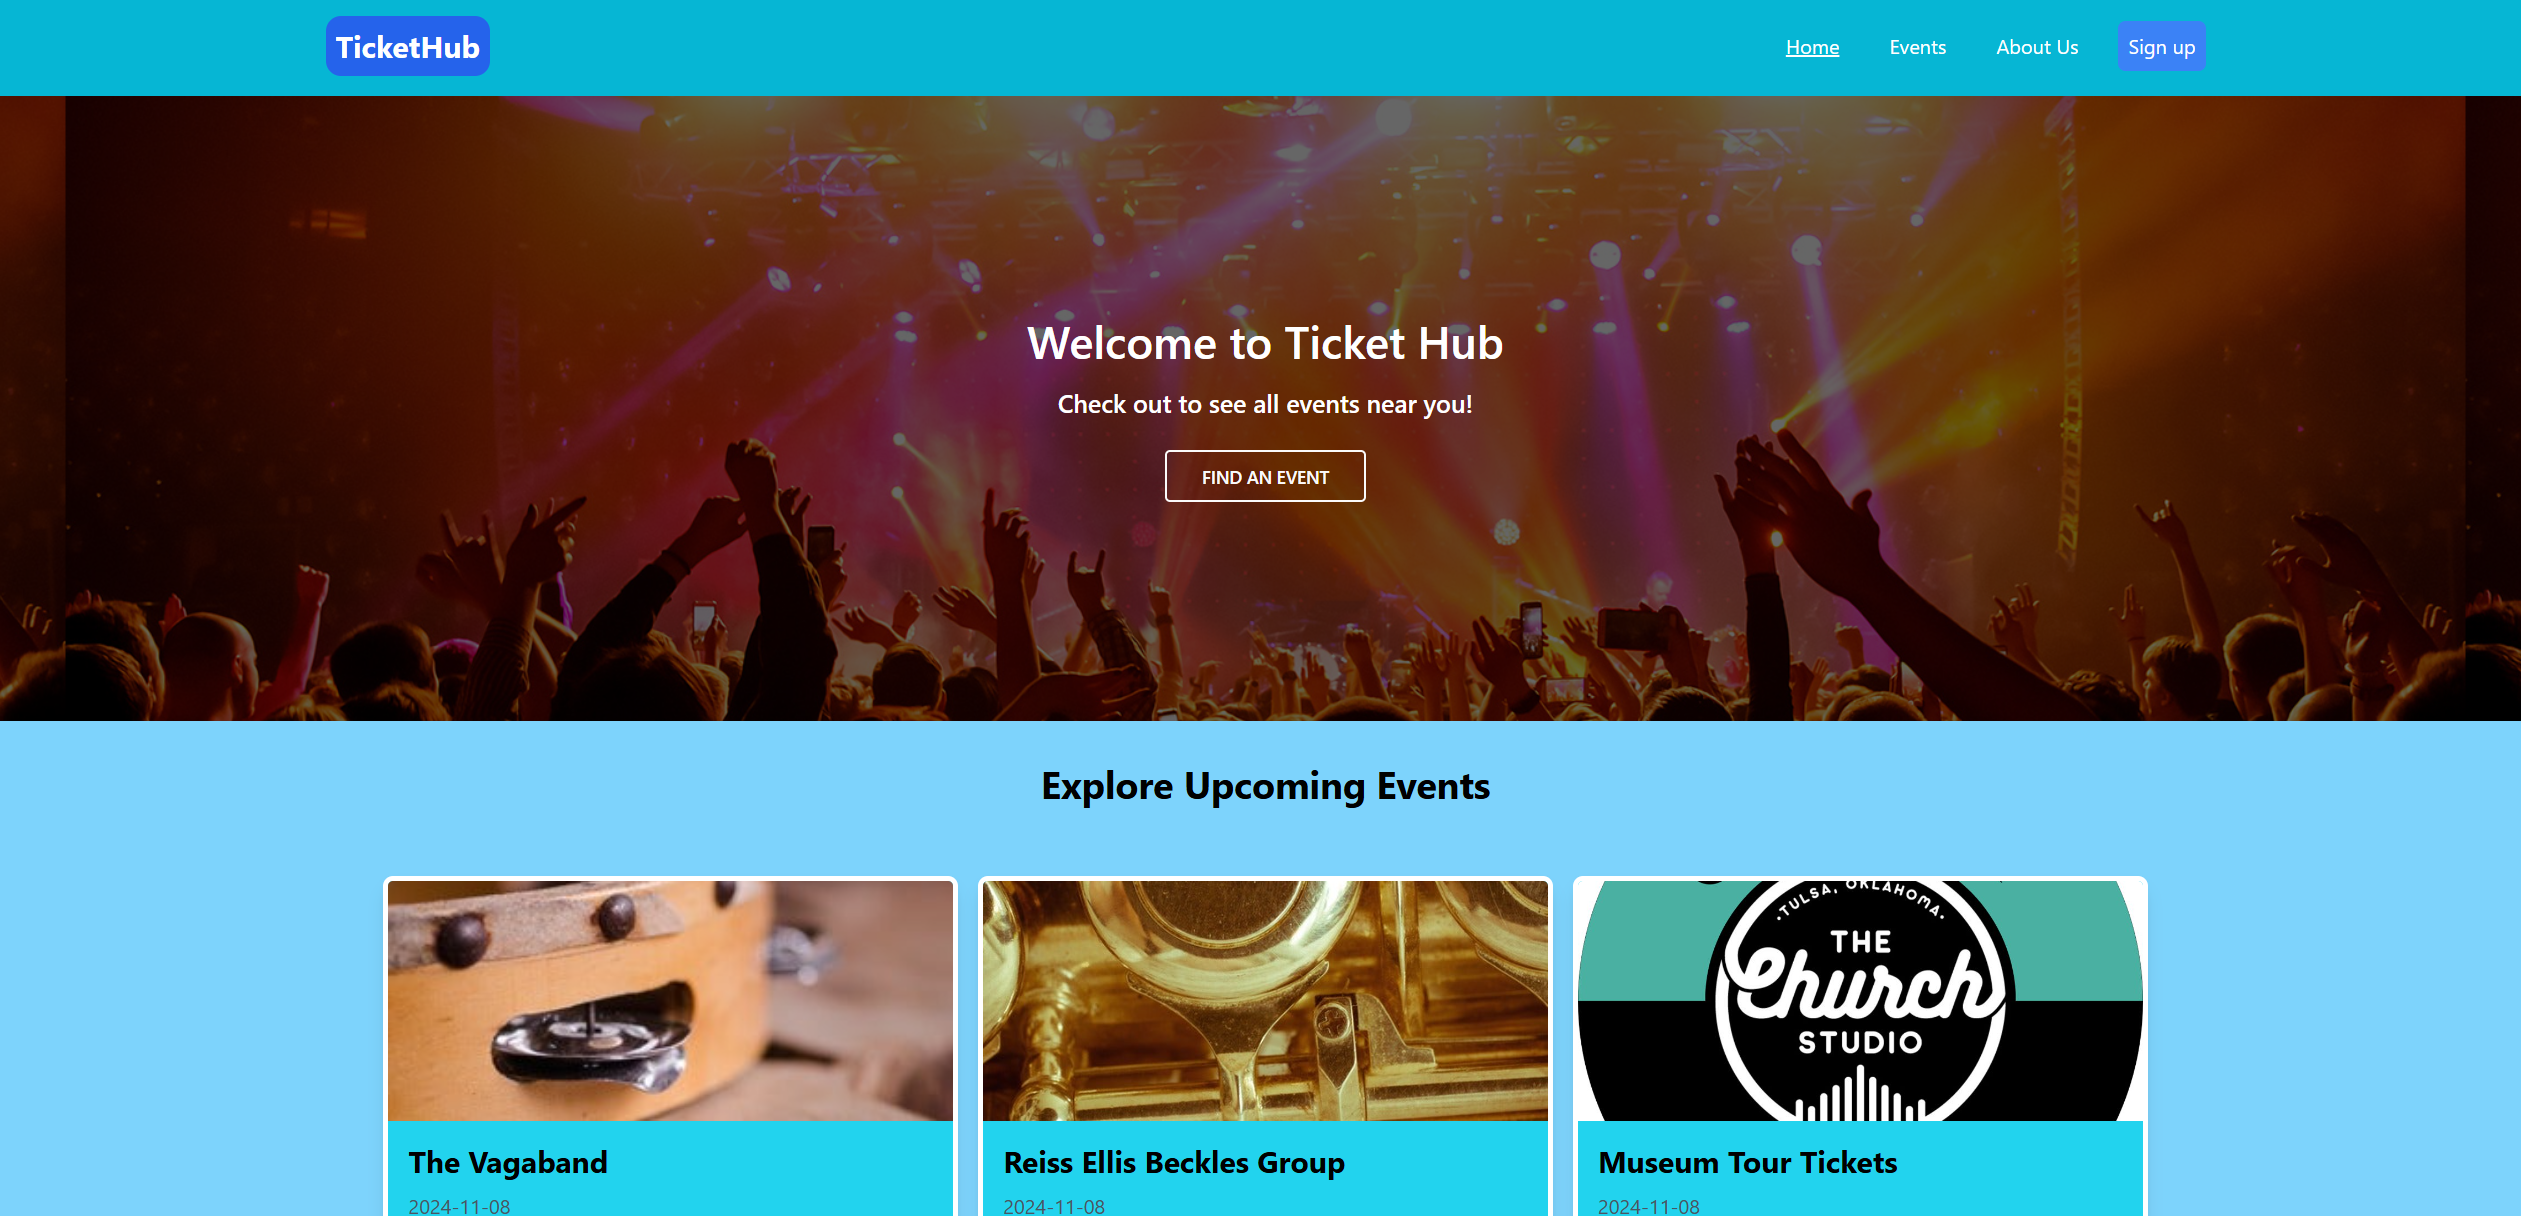 TicketHub
Home Events About Us Sign up
Welcome to Ticket Hub
Check out to see all events near you!
FIND AN EVENT
Explore Upcoming Events
TULSA, OKLAHOMA
THE
Church
STUDIO
The Vagaband
2024-11-08
Reiss Ellis Beckles Group
2024-11-08
Museum Tour Tickets
2024-11-08